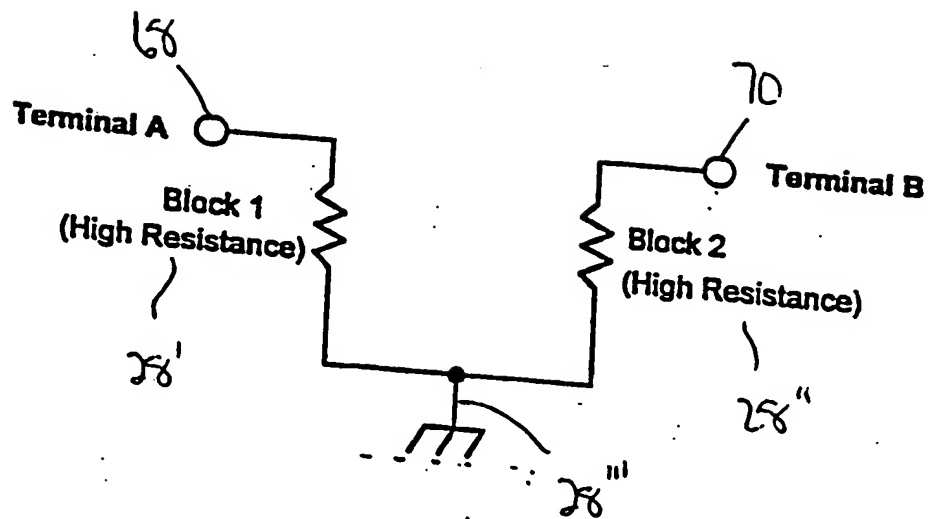 68
70
Terminal A
Terminal B
Block 1
(High Resistance)
Block 2
(High Resistance)
28'
28"
28"'